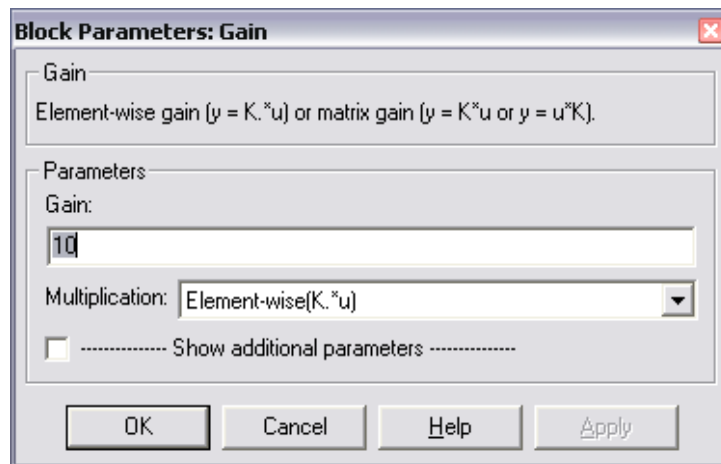 Block Parameters: Gain
Gain
Element-wise gain (y = K.*u) or matrix gain (y = K*u or y = u*K).
Parameters
Gain:
10
Multiplication: Element-wise(K.*u)
-------------- Show additional parameters ---------------
OK Cancel Help Apply